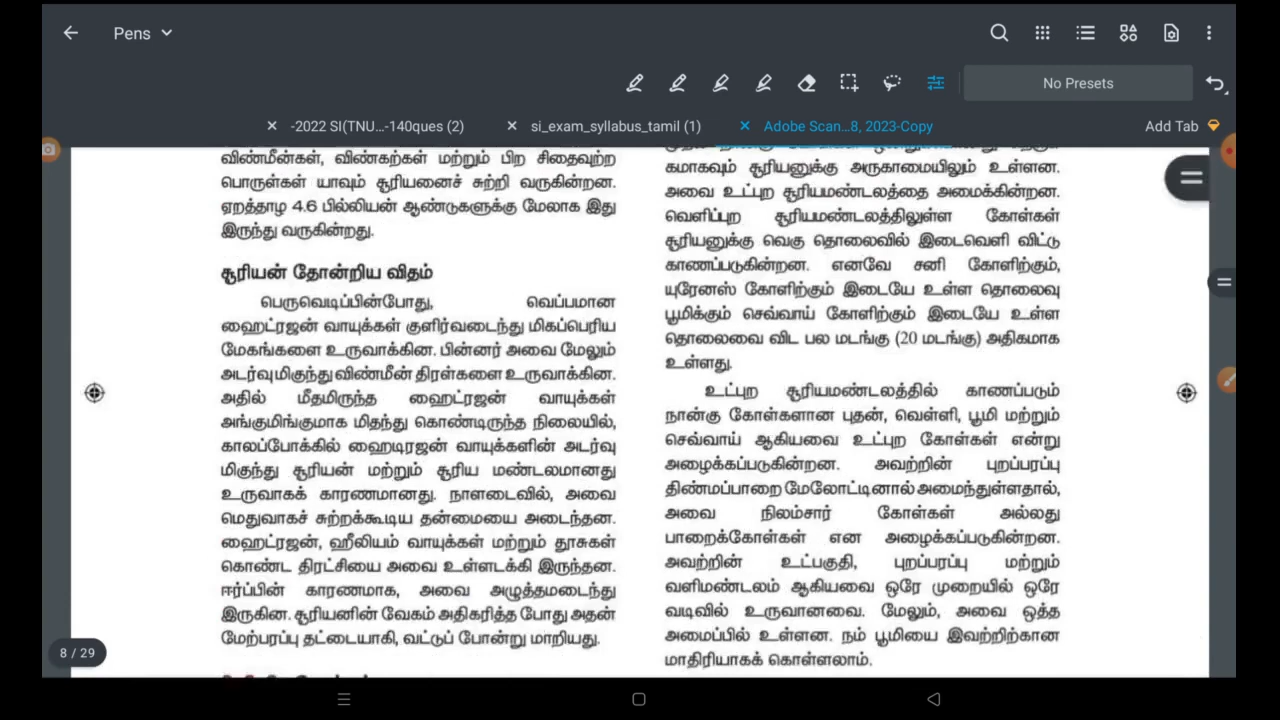 Pens
No Presets
-2022 SI(TNU...-140ques (2)
si_exam_syllabus_tamil (1)
Adobe Scan...8, 2023-Copy
Add Tab
விண்மீன்கள், விண்கற்கள் மற்றும் பிற சிதைவுற்ற
பொருள்கள் யாவும் சூரியனைச் சுற்றி வருகின்றன.
ஏறத்தாழ 4.6 பில்லியன் ஆண்டுகளுக்கு மேலாக இது
இருந்து வருகின்றது.
சூரியன் தோன்றிய விதம்
பெருவெடிப்பின்போது, வெப்பமான
ஹைட்ரஜன் வாயுக்கள் குளிர்வடைந்து மிகப்பெரிய
மேகங்களை உருவாக்கின. பின்னர் அவை மேலும்
அடர்வு மிகுந்து விண்மீன் திரள்களை உருவாக்கின.
அதில் மீதமிருந்த ஹைட்ரஜன் வாயுக்கள்
அங்குமிங்குமாக மிதந்து கொண்டிருந்த நிலையில்,
காலப்போக்கில் ஹைடிரஜன் வாயுக்களின் அடர்வு
மிகுந்து சூரியன் மற்றும் சூரிய மண்டலமானது
உருவாகக் காரணமானது. நாளடைவில், அவை
மெதுவாகச் சுற்றக்கூடிய தன்மையை அடைந்தன.
ஹைட்ரஜன், ஹீலியம் வாயுக்கள் மற்றும் தூசுகள்
கொண்ட திரட்சியை அவை உள்ளடக்கி இருந்தன.
ஈர்ப்பின் காரணமாக, அவை அழுத்தமடைந்து
இருகின. சூரியனின் வேகம் அதிகரித்த போது அதன்
மேற்பரப்பு தட்டையாகி, வட்டுப் போன்று மாறியது.
8 / 29
கமாகவும் சூரியனுக்கு அருகாமையிலும் உள்ளன.
அவை உட்புற சூரியமண்டலத்தை அமைக்கின்றன.
வெளிப்புற சூரியமண்டலத்திலுள்ள கோள்கள்
சூரியனுக்கு வெகு தொலைவில் இடைவெளி விட்டு
காணப்படுகின்றன. எனவே சனி கோளிற்கும்,
யுரேனஸ் கோளிற்கும் இடையே உள்ள தொலைவு
பூமிக்கும் செவ்வாய் கோளிற்கும் இடையே உள்ள
தொலைவை விட பல மடங்கு (20 மடங்கு) அதிகமாக
உள்ளது.
உட்புற சூரியமண்டலத்தில் காணப்படும்
நான்கு கோள்களான புதன், வெள்ளி, பூமி மற்றும்
செவ்வாய் ஆகியவை உட்புற கோள்கள் என்று
அழைக்கப்படுகின்றன. அவற்றின் புறப்பரப்பு
திண்மப்பாறை மேலோட்டினால் அமைந்துள்ளதால்,
அவை நிலம்சார் கோள்கள் அல்லது
பாறைக்கோள்கள் என அழைக்கப்படுகின்றன.
அவற்றின் உட்பகுதி, புறப்பரப்பு மற்றும்
வளிமண்டலம் ஆகியவை ஒரே முறையில் ஒரே
வடிவில் உருவானவை. மேலும், அவை ஒத்த
அமைப்பில் உள்ளன. நம் பூமியை இவற்றிற்கான
மாதிரியாகக் கொள்ளலாம்.